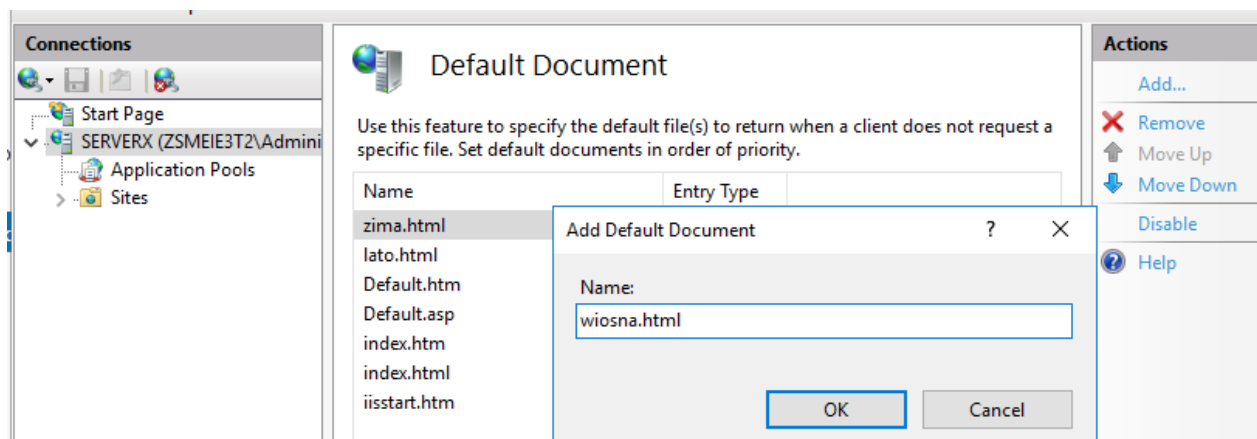 Connections
Start Page
SERVERX (ZSMEIE3T2\Admini
Application Pools
Sites
Default Document
Use this feature to specify the default file(s) to return when a client does not request a
specific file. Set default documents in order of priority.
Name
Entry Type
zima.html
lato.html
Default.htm
Default.asp
index.htm
index.html
iisstart.htm
Add Default Document
?
Name:
wiosna.html
OK
Cancel
Actions
Add...
Remove
Move Up
Move Down
Disable
Help